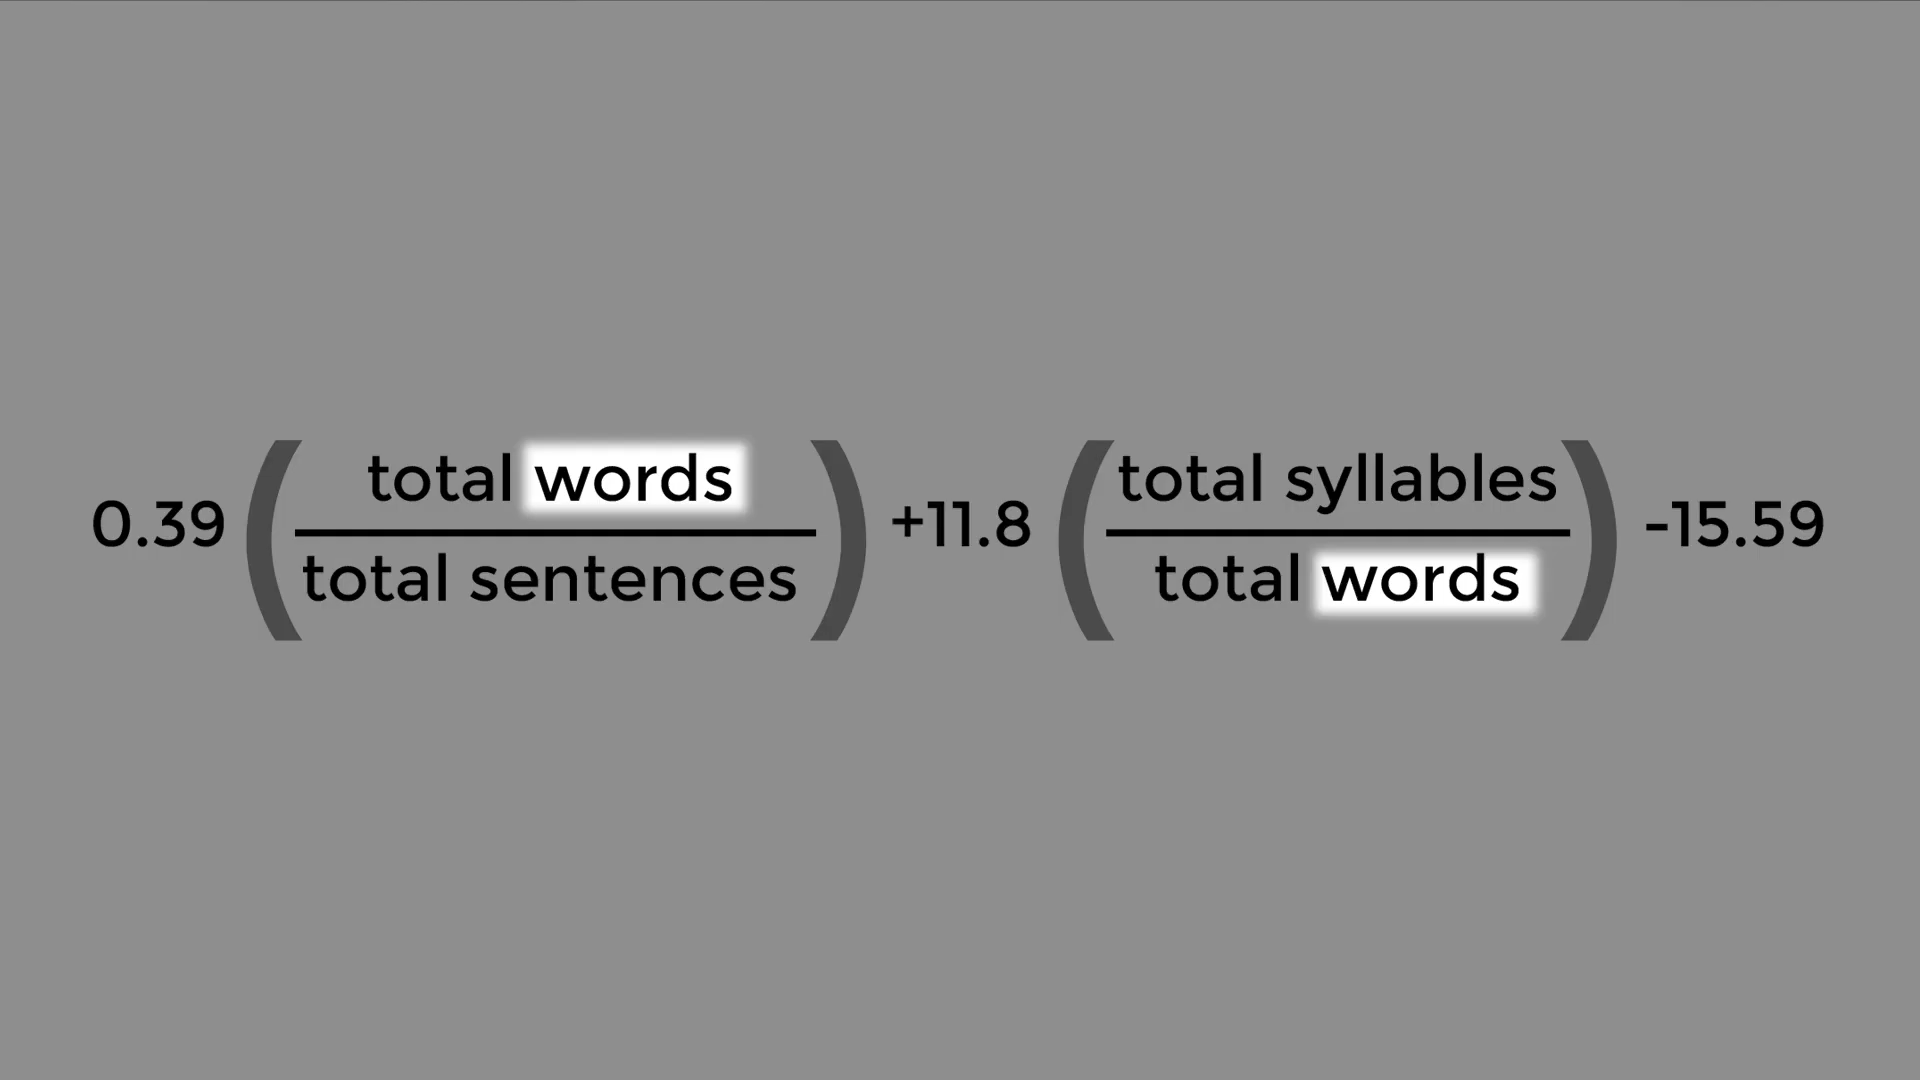 0.39 ( total words / total sentences ) +11.8 ( total syllables / total words ) -15.59